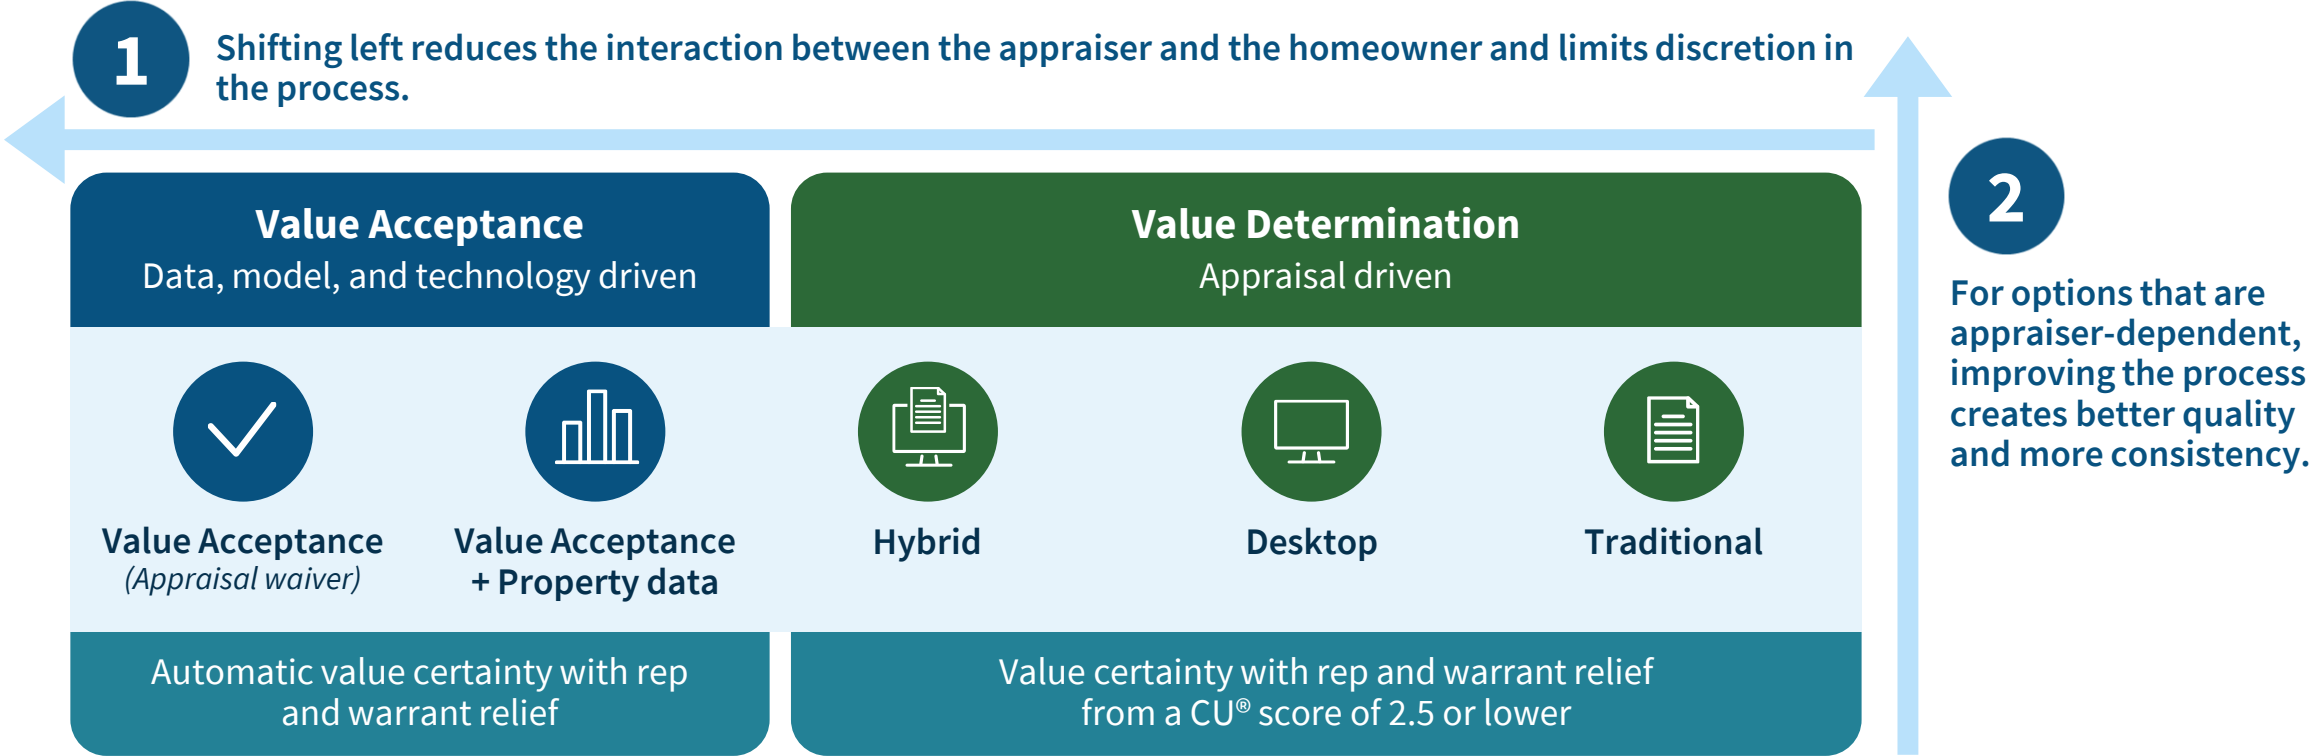 1
Shifting left reduces the interaction between the appraiser and the homeowner and limits discretion in
the process.
Value Acceptance
Data, model, and technology driven
Value Determination
Appraisal driven
2
For options that are
appraiser-dependent,
improving the process
creates better quality
and more consistency.
Value Acceptance
(Appraisal waiver)
Value Acceptance
+ Property data
Hybrid
Desktop
Traditional
Automatic value certainty with rep
and warrant relief
Value certainty with rep and warrant relief
from a CU® score of 2.5 or lower